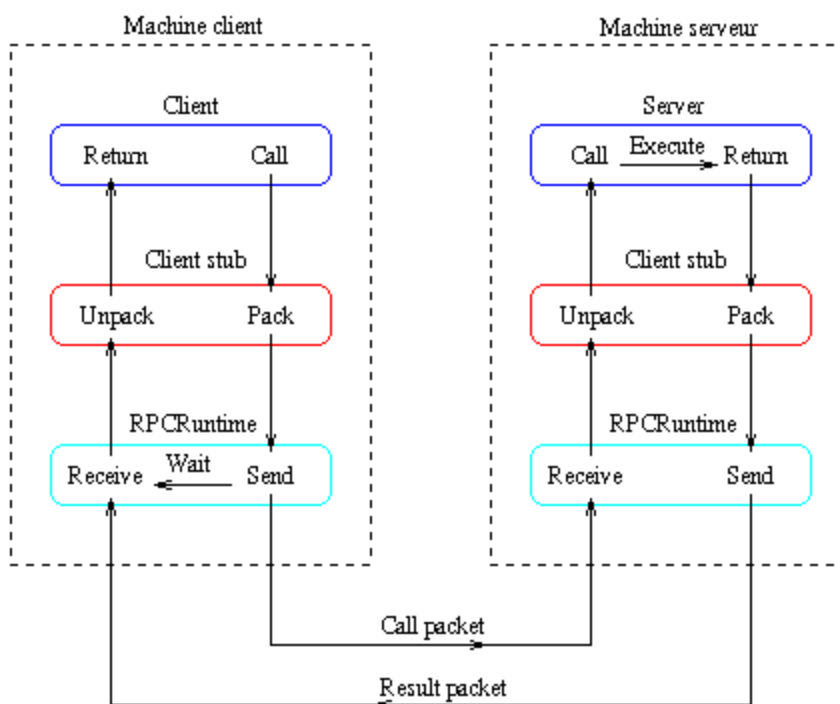 Machine client
Machine serveur
Client
Server
Return
Call
Call
Execute
Return
Client stub
Client stub
Unpack
Pack
Unpack
Pack
RPCRuntime
RPCRuntime
Receive
Wait
Send
Receive
Send
Call packet
Result packet